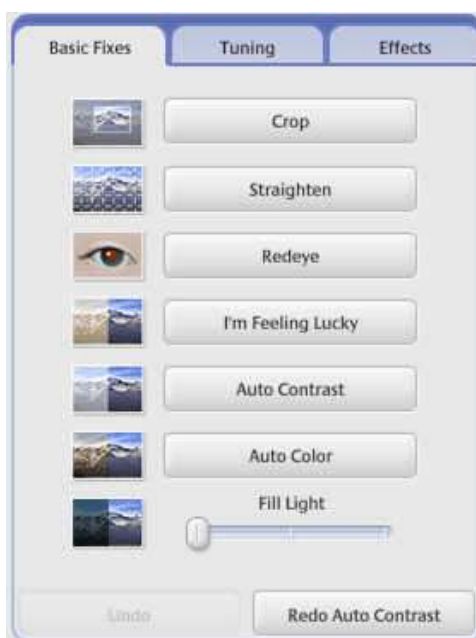 Basic Fixes Tuning Effects
Crop
Straighten
Redeye
I'm Feeling Lucky
Auto Contrast
Auto Color
Fill Light
Undo Redo Auto Contrast